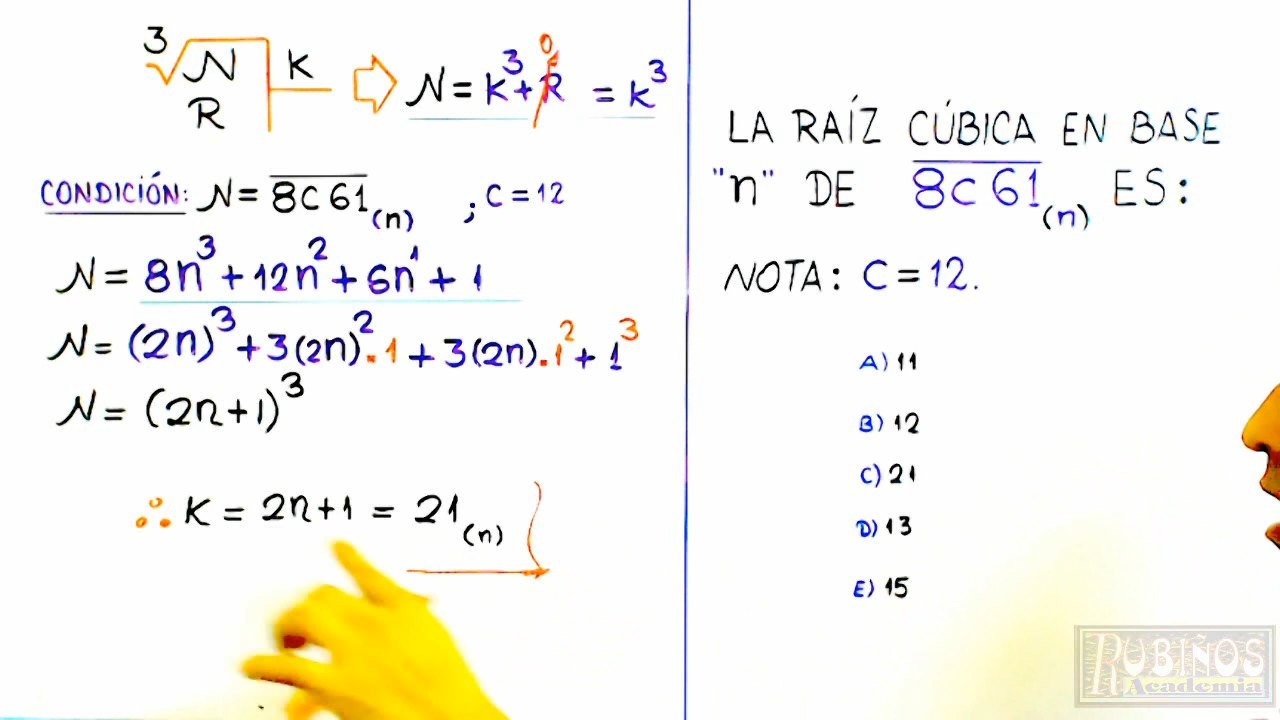 ³√N K ⇨ N = K³ + R⁰ = K³
R
CONDICIÓN: N = 8C61(n) ; C = 12
N = 8n³ + 12n² + 6n¹ + 1
N = (2n)³ + 3(2n)².1 + 3(2n).1² + 1³
N = (2n+1)³
∴ K = 2n+1 = 21(n)
LA RAÍZ CÚBICA EN BASE
"n" DE 8C61(n) ES:
NOTA: C = 12.
A) 11
B) 12
C) 21
D) 13
E) 15
RUBIÑOS
Academia